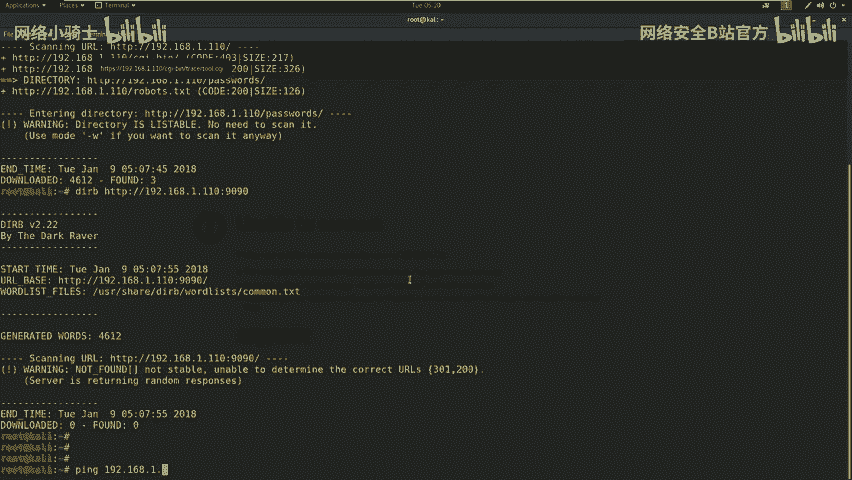 Applications ▾ Places ▾ Terminal ▾ Tue 05:20
root@kali: ~
网络小骑士 bilibili
网络安全B站官方 bilibili
---- Scanning URL: http://192.168.1.110/ ----
+ http://192.168.1.110/cgi-bin/ (CODE:403|SIZE:217)
+ http://192.168 200|SIZE:326)
==> DIRECTORY: http://192.168.1.110/passwords/
+ http://192.168.1.110/robots.txt (CODE:200|SIZE:126)
---- Entering directory: http://192.168.1.110/passwords/ ----
(!) WARNING: Directory IS LISTABLE. No need to scan it.
(Use mode '-w' if you want to scan it anyway)
-----------------
END_TIME: Tue Jan  9 05:07:45 2018
DOWNLOADED: 4612 - FOUND: 3
root@kali:~# dirb http://192.168.1.110:9090
-----------------
DIRB v2.22
By The Dark Raver
-----------------
START_TIME: Tue Jan  9 05:07:55 2018
URL_BASE: http://192.168.1.110:9090/
WORDLIST_FILES: /usr/share/dirb/wordlists/common.txt
-----------------
GENERATED WORDS: 4612
---- Scanning URL: http://192.168.1.110:9090/ ----
(!) WARNING: NOT_FOUND[] not stable, unable to determine the correct URLs {301,200}.
(Server is returning random responses)
-----------------
END_TIME: Tue Jan  9 05:07:55 2018
DOWNLOADED: 0 - FOUND: 0
root@kali:~#
root@kali:~#
root@kali:~#
root@kali:~# ping 192.168.1.